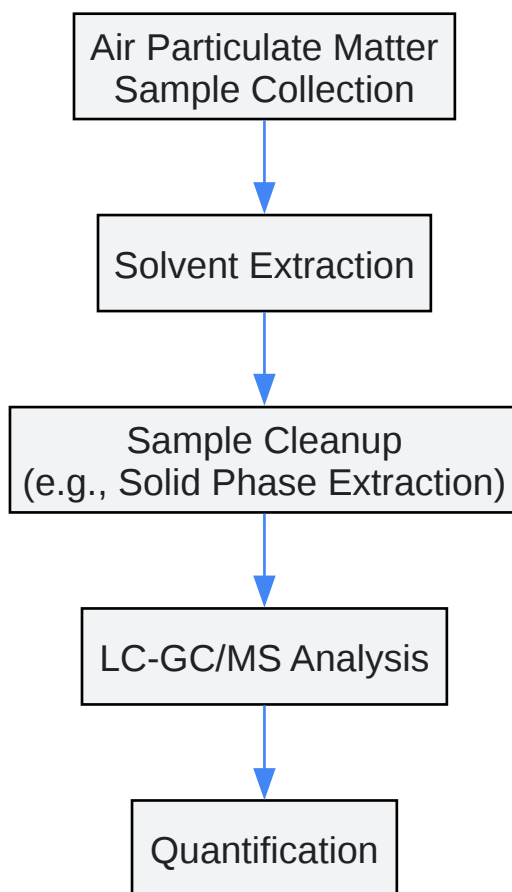 Air Particulate Matter
Sample Collection
Solvent Extraction
Sample Cleanup
(e.g., Solid Phase Extraction)
LC-GC/MS Analysis
Quantification